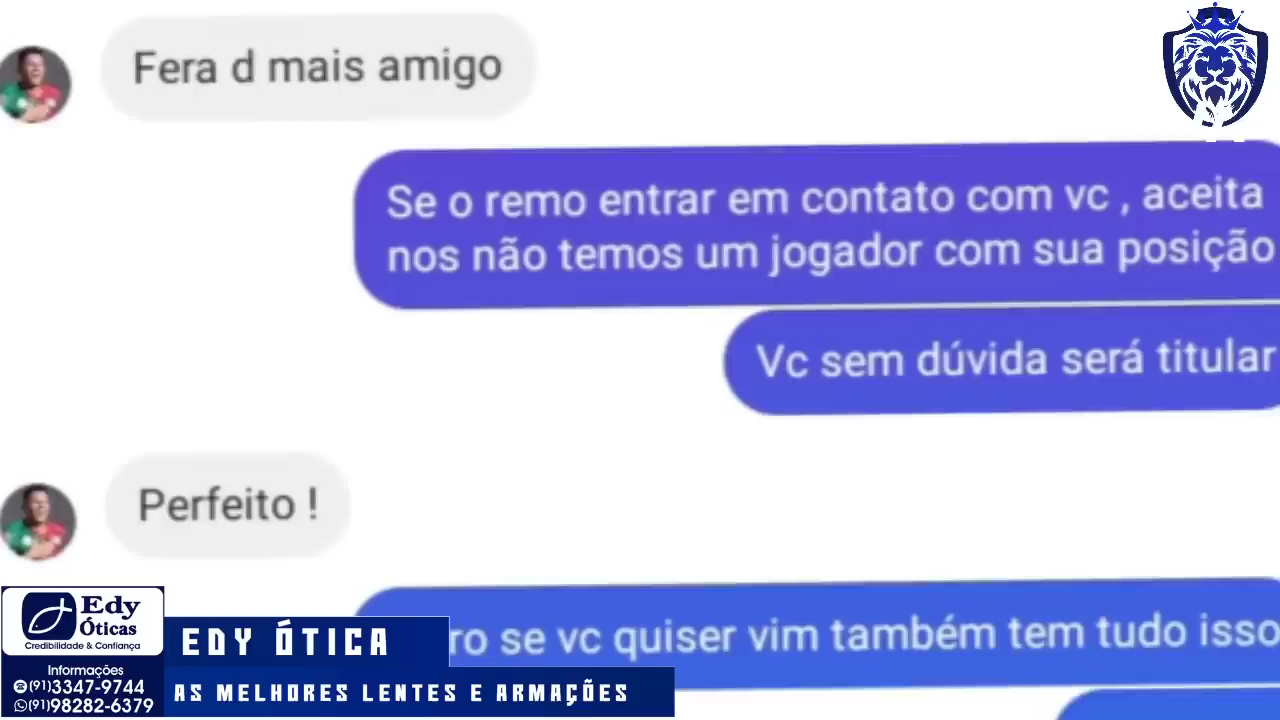 Fera d mais amigo
Se o remo entrar em contato com vc , aceita
nos não temos um jogador com sua posição
Vc sem dúvida será titular
Perfeito !
ro se vc quiser vim também tem tudo isso
Edy
Óticas
Credibilidade & Confiança
EDY ÓTICA
Informações
(91)3347-9744
(91)98282-6379
AS MELHORES LENTES E ARMAÇÕES